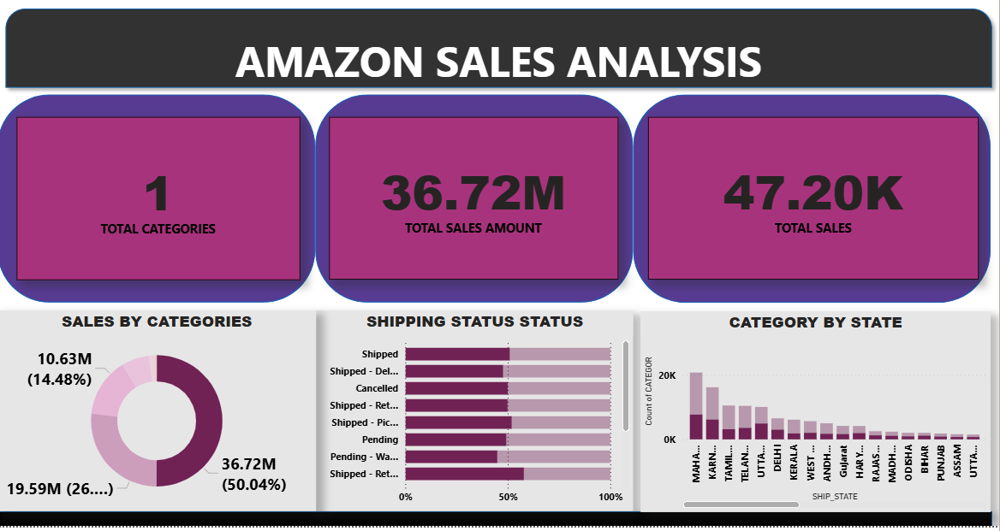 AMAZON SALES ANALYSIS
1
TOTAL CATEGORIES
36.72M
TOTAL SALES AMOUNT
47.20K
TOTAL SALES
SALES BY CATEGORIES
10.63M
(14.48%)
36.72M
(50.04%)
19.59M (26....)
SHIPPING STATUS STATUS
Shipped
Shipped - Del...
Cancelled
Shipped - Ret...
Shipped - Pic...
Pending
Pending - Wa...
Shipped - Ret...
0%
50%
100%
CATEGORY BY STATE
Count of CATEGOR
20K
0K
MAHA...
KARN...
TAMIL...
TELAN...
UTTA...
DELHI
KERALA
WEST ...
ANDH...
Gujarat
HARY...
RAJAS...
MADH...
ODISHA
BIHAR
PUNJAB
ASSAM
UTTA...
SHIP_STATE